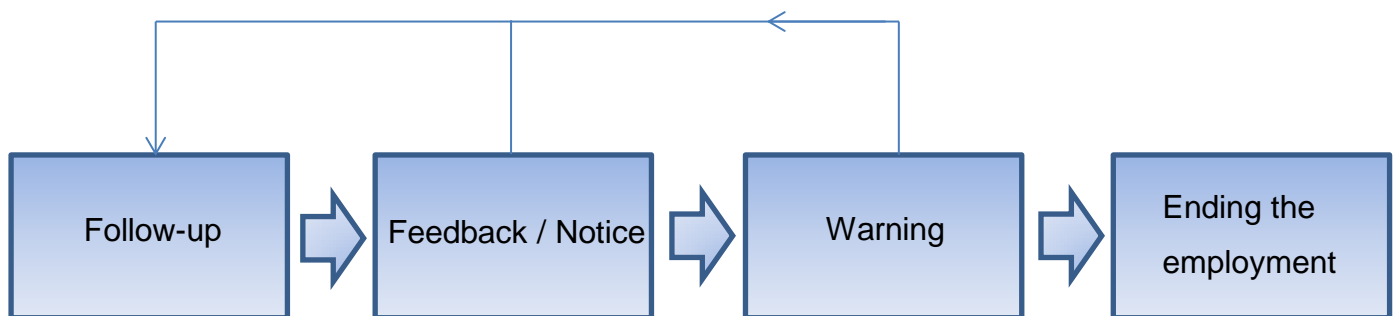 Follow-up
Feedback / Notice
Warning
Ending the
employment